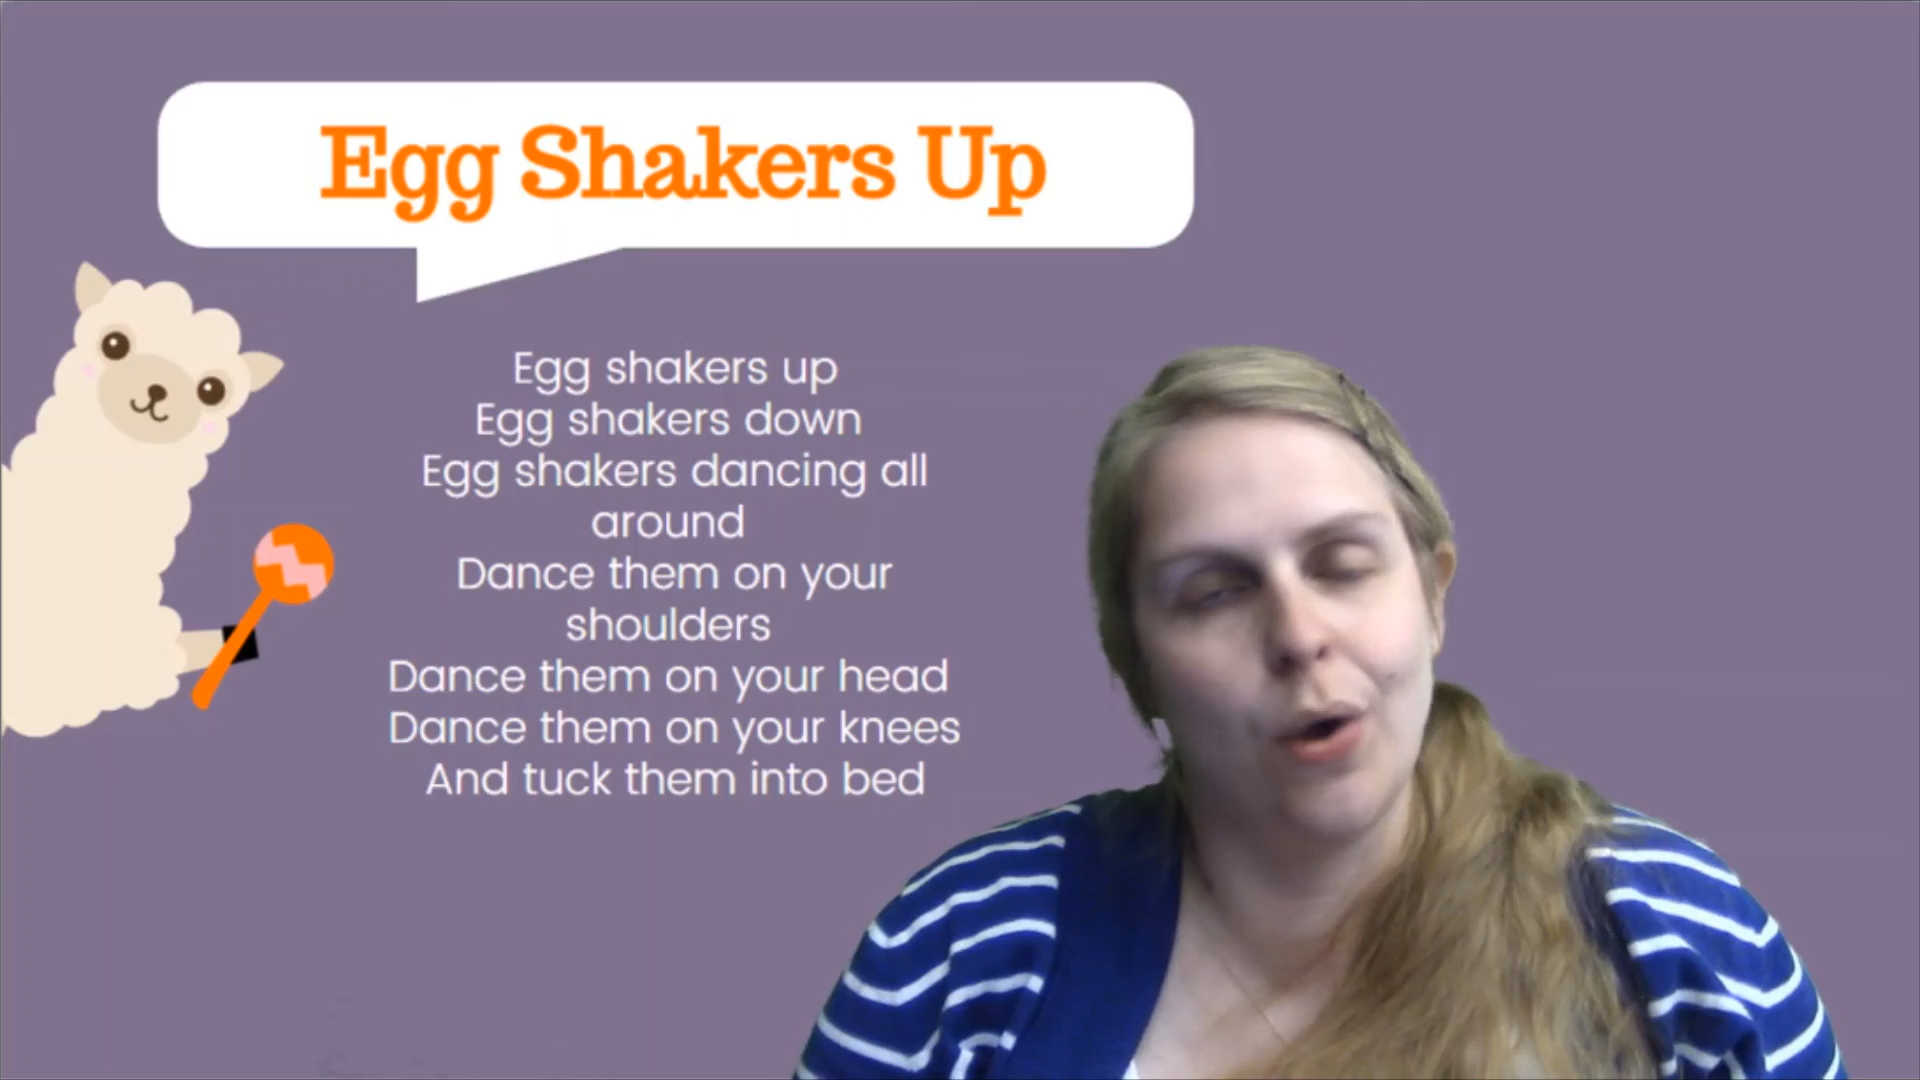 Egg Shakers Up
Egg shakers up
Egg shakers down
Egg shakers dancing all
around
Dance them on your
shoulders
Dance them on your head
Dance them on your knees
And tuck them into bed